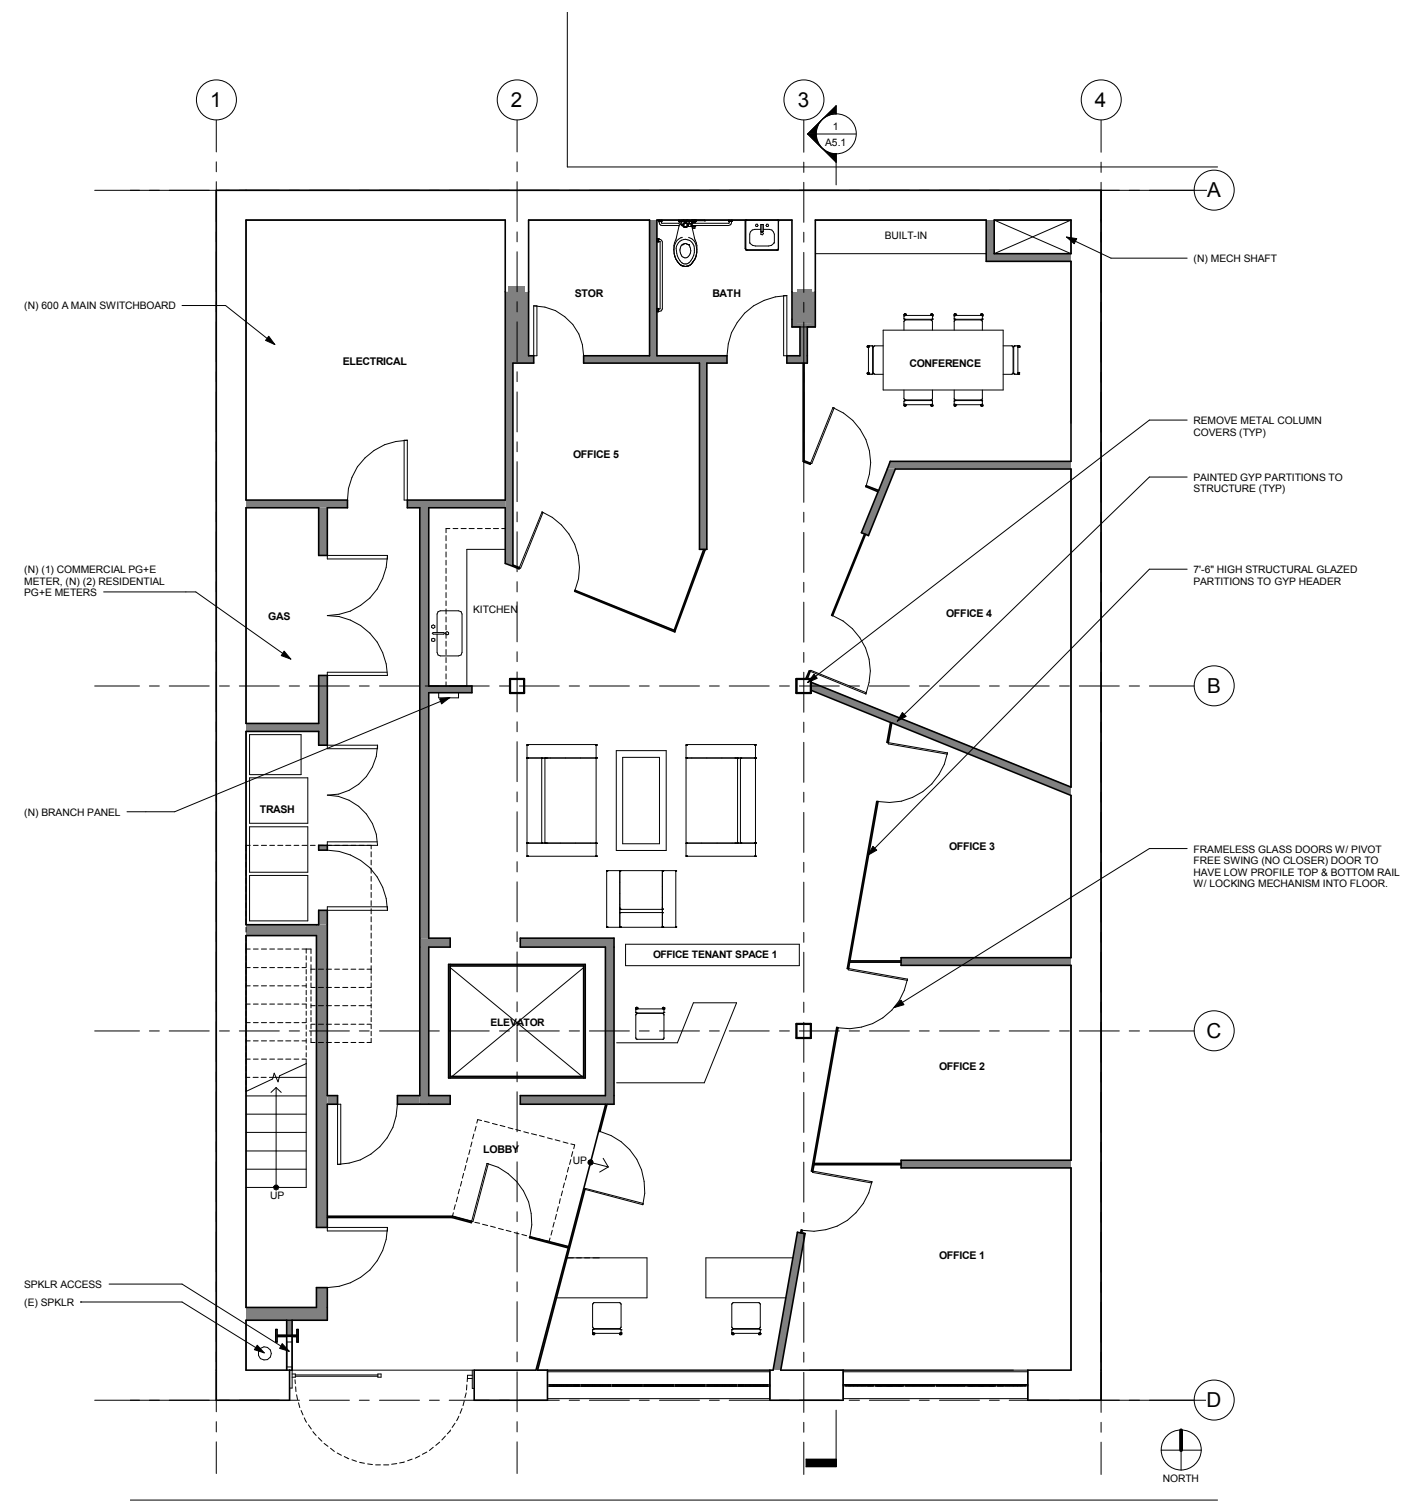 1
2
3
4
1
A5.1
A
BUILT-IN
(N) MECH SHAFT
STOR
BATH
(N) 600 A MAIN SWITCHBOARD
ELECTRICAL
CONFERENCE
REMOVE METAL COLUMN
COVERS (TYP)
OFFICE 5
PAINTED GYP PARTITIONS TO
STRUCTURE (TYP)
(N) (1) COMMERCIAL PG+E
METER, (N) (2) RESIDENTIAL
PG+E METERS
7'-6" HIGH STRUCTURAL GLAZED
PARTITIONS TO GYP HEADER
GAS
KITCHEN
OFFICE 4
B
(N) BRANCH PANEL
TRASH
OFFICE 3
FRAMELESS GLASS DOORS W/ PIVOT
FREE SWING (NO CLOSER) DOOR TO
HAVE LOW PROFILE TOP & BOTTOM RAIL
W/ LOCKING MECHANISM INTO FLOOR.
OFFICE TENANT SPACE 1
ELEVATOR
C
OFFICE 2
LOBBY
UP
UP
OFFICE 1
SPKLR ACCESS
(E) SPKLR
D
NORTH